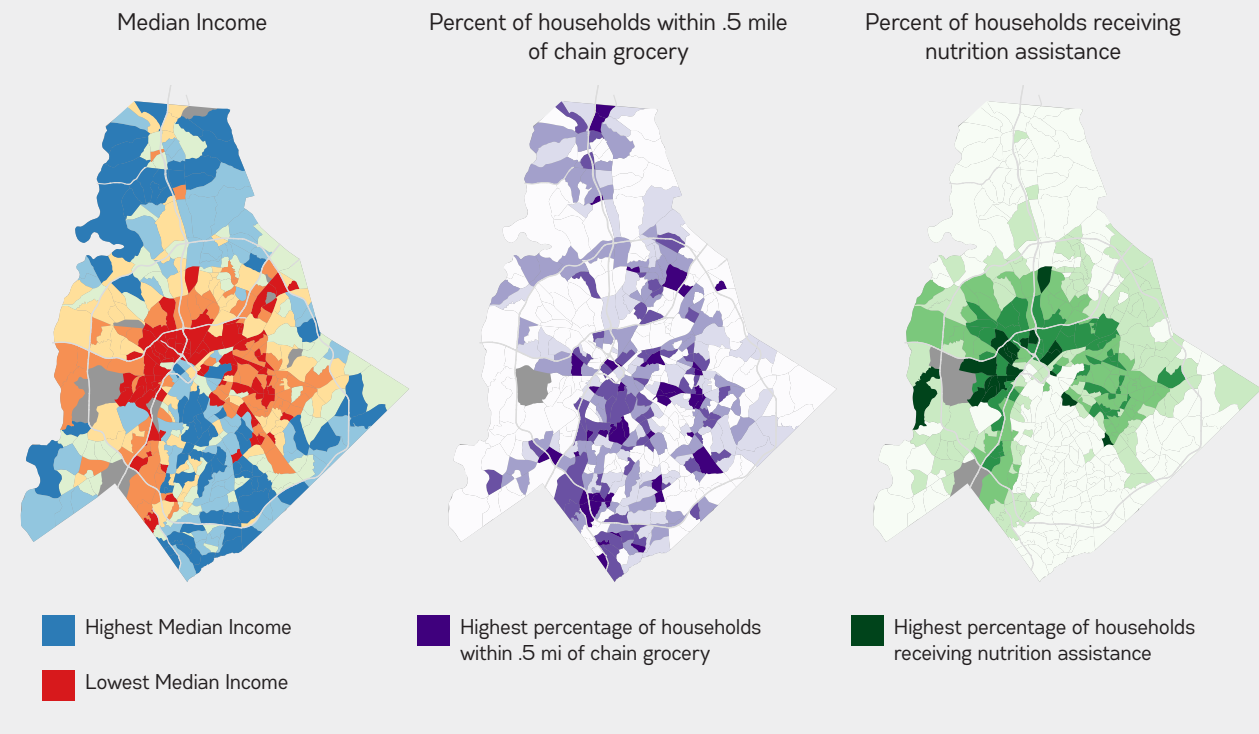 Median Income
Percent of households within .5 mile
of chain grocery
Percent of households receiving
nutrition assistance
Highest Median Income
Lowest Median Income
Highest percentage of households
within .5 mi of chain grocery
Highest percentage of households
receiving nutrition assistance